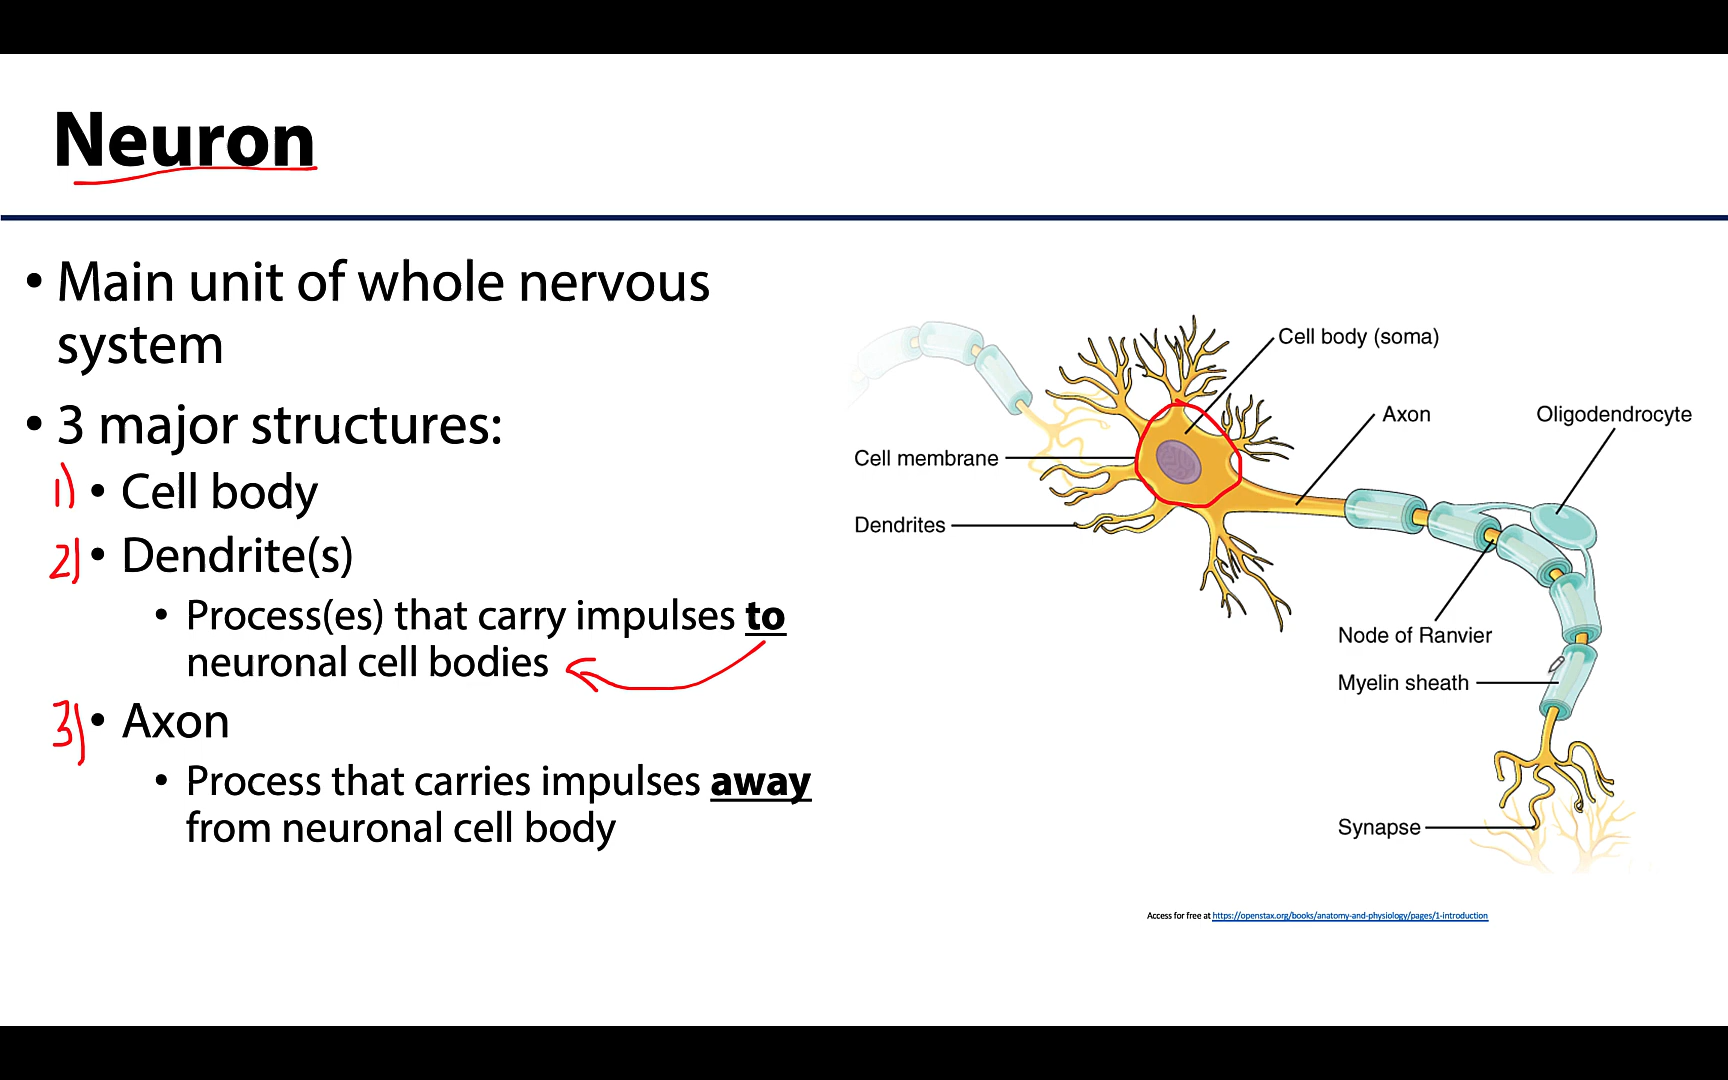 Neuron
• Main unit of whole nervous
system
• 3 major structures:
1) • Cell body
2) • Dendrite(s)
• Process(es) that carry impulses to
neuronal cell bodies
3) • Axon
• Process that carries impulses away
from neuronal cell body
Cell body (soma)
Axon
Oligodendrocyte
Cell membrane
Dendrites
Node of Ranvier
Myelin sheath
Synapse
Access for free at https://openstax.org/books/anatomy-and-physiology/pages/1-introduction